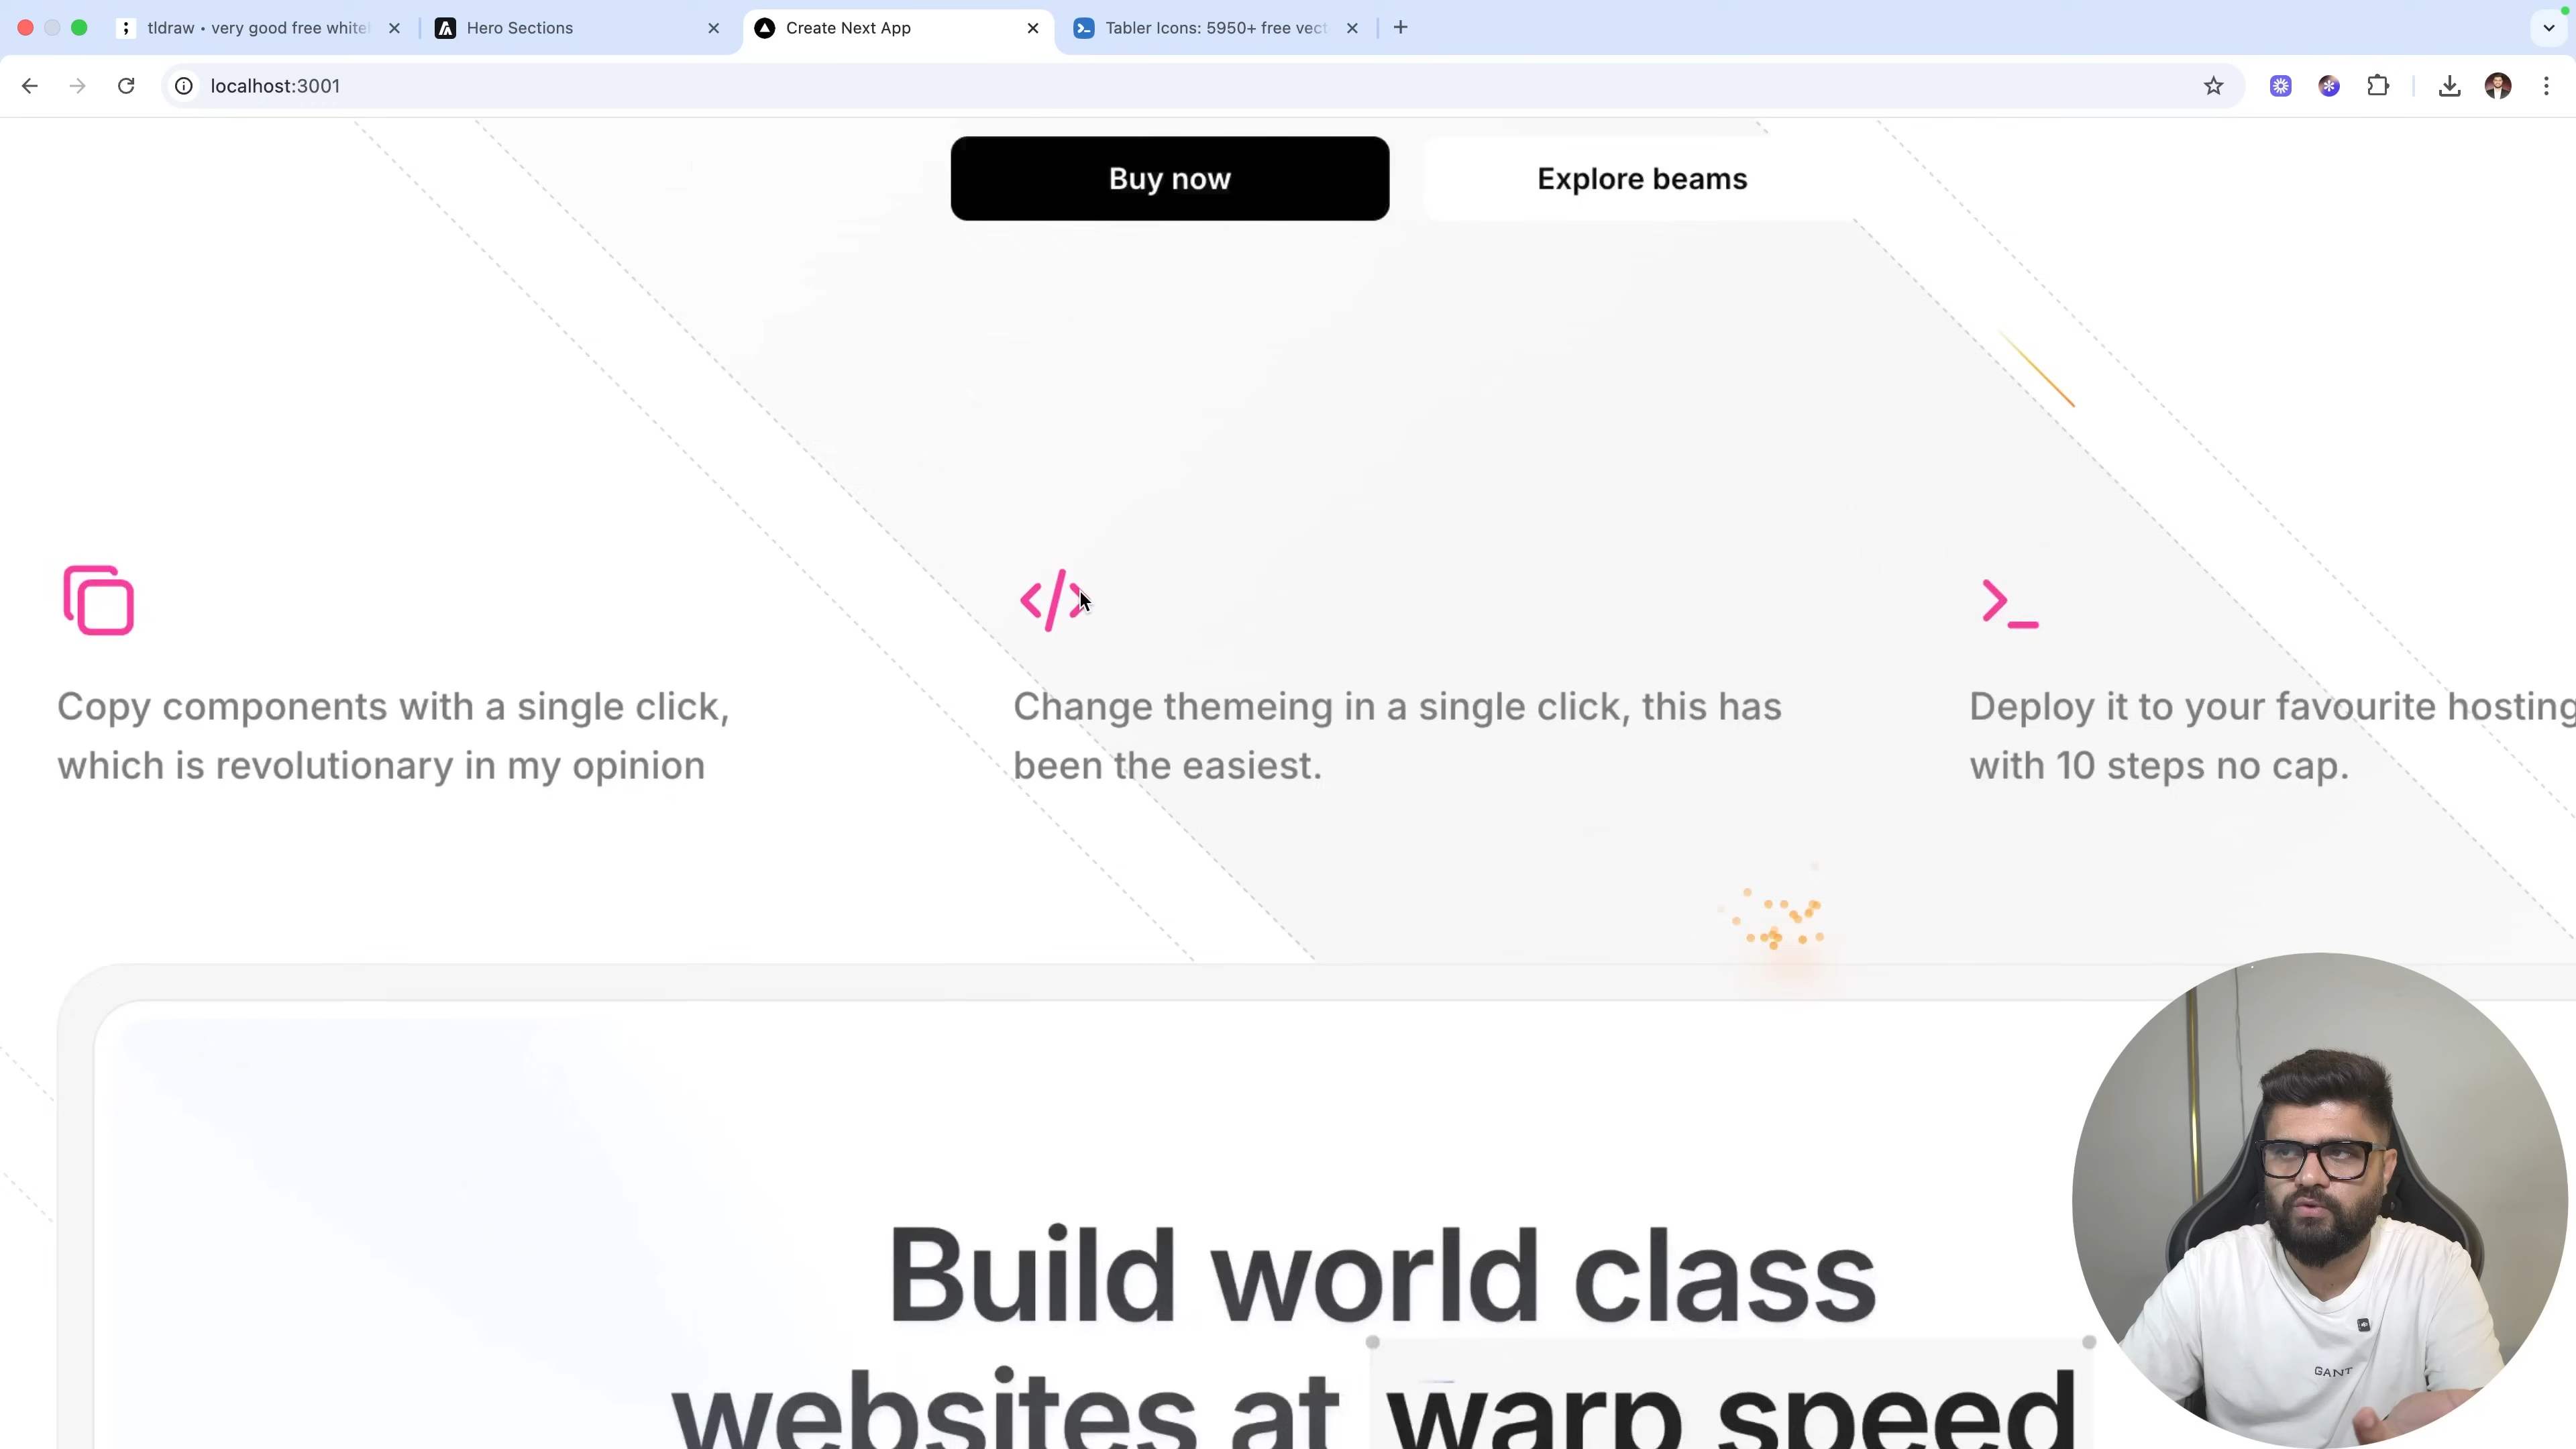 tldraw • very good free white
Hero Sections
Create Next App
Tabler Icons: 5950+ free vect
localhost:3001
Buy now
Explore beams
Copy components with a single click,
which is revolutionary in my opinion
Change themeing in a single click, this has
been the easiest.
Deploy it to your favourite hosting
with 10 steps no cap.
Build world class
websites at warp speed
GANT